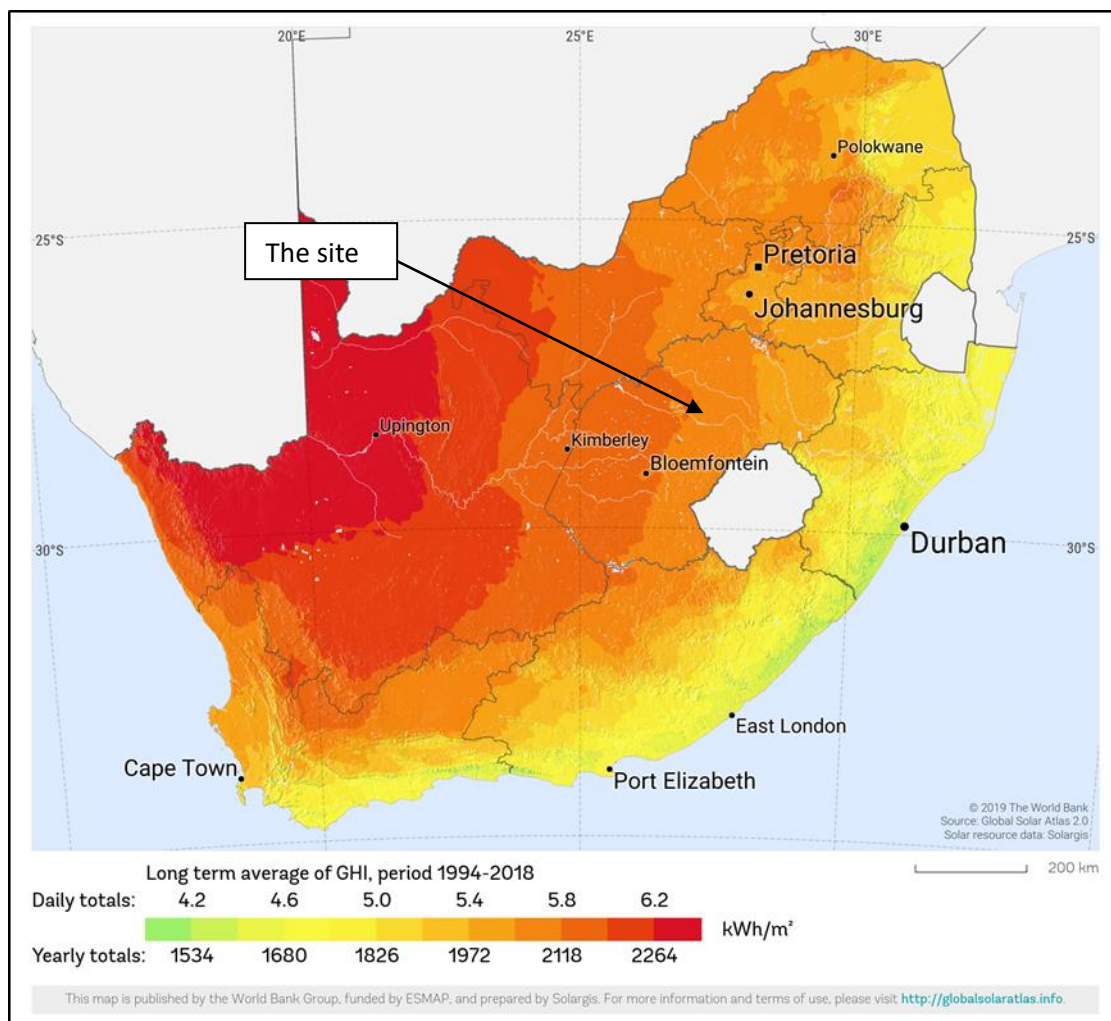 20°E 25°E 30°E
Polokwane
25°S 25°S
The site
Pretoria
Johannesburg
Upington
Kimberley
Bloemfontein
30°S 30°S
Durban
East London
Cape Town
Port Elizabeth
© 2019 The World Bank
Source: Global Solar Atlas 2.0
Solar resource data: Solargis
Long term average of GHI, period 1994-2018
200 km
Daily totals: 4.2 4.6 5.0 5.4 5.8 6.2
kWh/m²
Yearly totals: 1534 1680 1826 1972 2118 2264
This map is published by the World Bank Group, funded by ESMAP, and prepared by Solargis. For more information and terms of use, please visit http://globalsolaratlas.info.